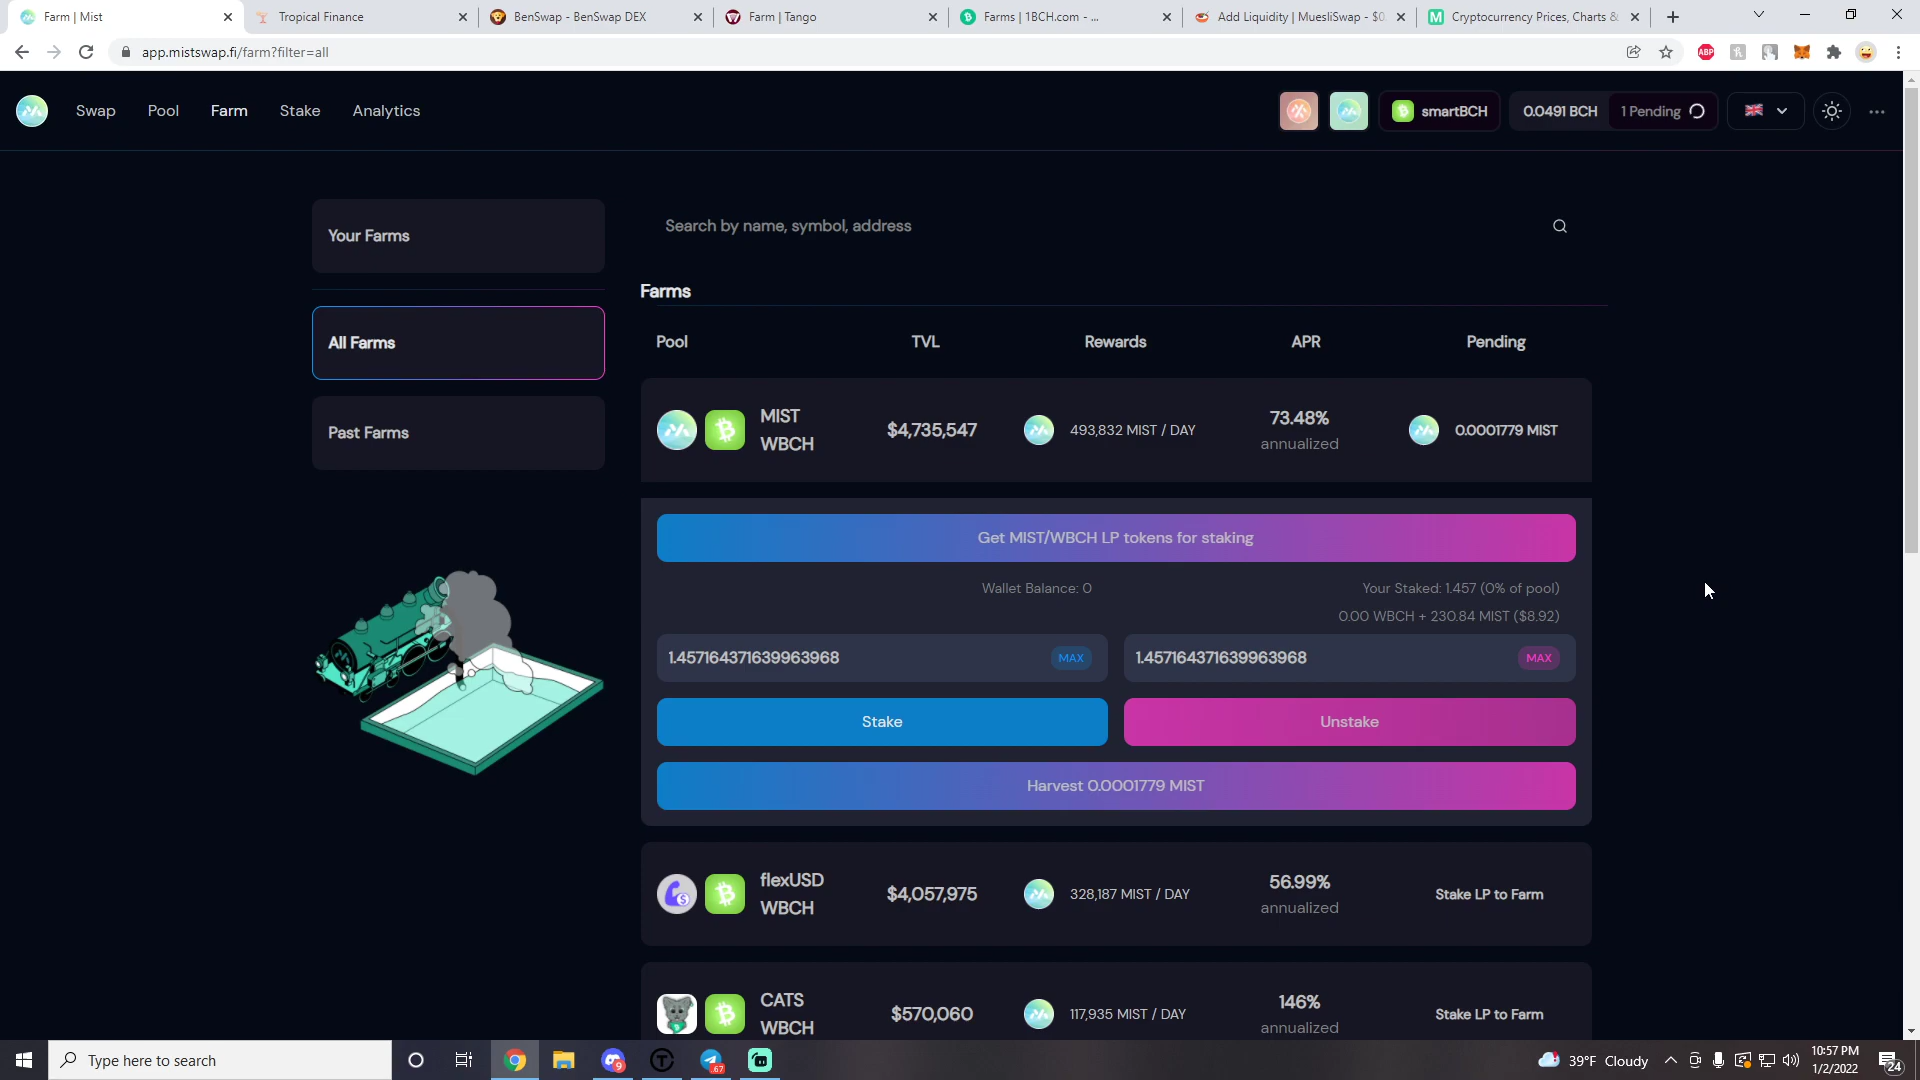 Farm | Mist
Tropical Finance
BenSwap - BenSwap DEX
Farm | Tango
Farms | 1BCH.com - ...
Add Liquidity | MuesliSwap - $0.
Cryptocurrency Prices, Charts &
app.mistswap.fi/farm?filter=all
ABP
Swap
Pool
Farm
Stake
Analytics
smartBCH
0.0491 BCH
1 Pending
Your Farms
All Farms
Past Farms
Search by name, symbol, address
Farms
Pool
TVL
Rewards
APR
Pending
MIST
WBCH
$4,735,547
493,832 MIST / DAY
73.48%
annualized
0.0001779 MIST
Get MIST/WBCH LP tokens for staking
Wallet Balance: 0
Your Staked: 1.457 (0% of pool)
0.00 WBCH + 230.84 MIST ($8.92)
1.457164371639963968
MAX
1.457164371639963968
MAX
Stake
Unstake
Harvest 0.0001779 MIST
flexUSD
WBCH
$4,057,975
328,187 MIST / DAY
56.99%
annualized
Stake LP to Farm
CATS
WBCH
$570,060
117,935 MIST / DAY
146%
annualized
Stake LP to Farm
Type here to search
9
.67
39°F Cloudy
10:57 PM
1/2/2022
24